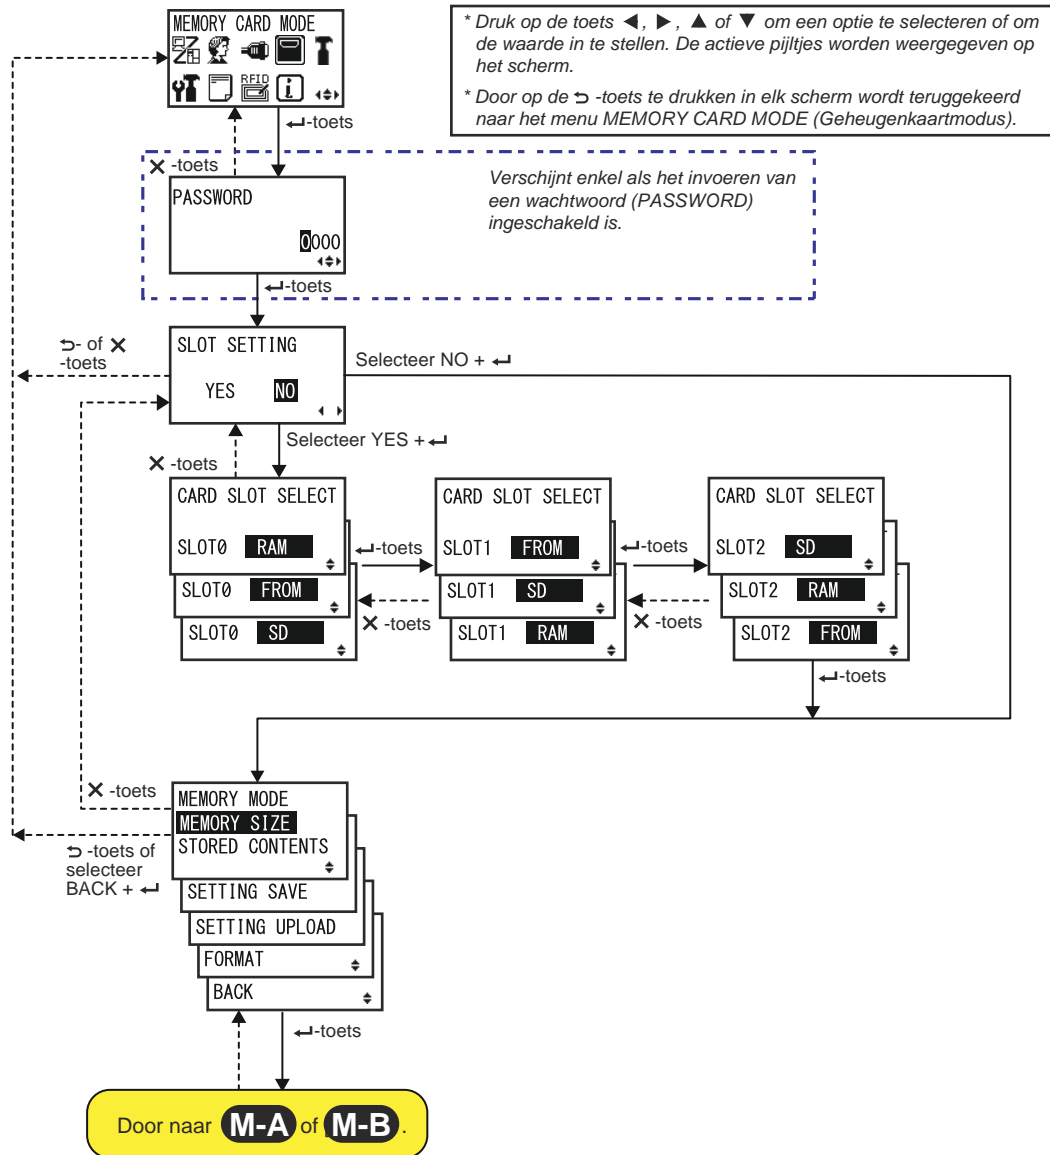 MEMORY CARD MODE
RFID
* Druk op de toets ◀, ▶, ▲ of ▼ om een optie te selecteren of om
de waarde in te stellen. De actieve pijltjes worden weergegeven op
het scherm.
* Door op de ⮌ -toets te drukken in elk scherm wordt teruggekeerd
naar het menu MEMORY CARD MODE (Geheugenkaartmodus).
↵-toets
✕ -toets
PASSWORD
0000
Verschijnt enkel als het invoeren van
een wachtwoord (PASSWORD)
ingeschakeld is.
↵-toets
⮌- of ✕
-toets
SLOT SETTING
YES NO
Selecteer NO + ↵
Selecteer YES + ↵
✕ -toets
CARD SLOT SELECT
SLOT0 RAM
SLOT0 FROM
SLOT0 SD
↵-toets
✕ -toets
CARD SLOT SELECT
SLOT1 FROM
SLOT1 SD
SLOT1 RAM
↵-toets
✕ -toets
CARD SLOT SELECT
SLOT2 SD
SLOT2 RAM
SLOT2 FROM
↵-toets
✕ -toets
MEMORY MODE
MEMORY SIZE
STORED CONTENTS
SETTING SAVE
SETTING UPLOAD
FORMAT
BACK
⮌ -toets of
selecteer
BACK + ↵
↵-toets
Door naar M-A of M-B.